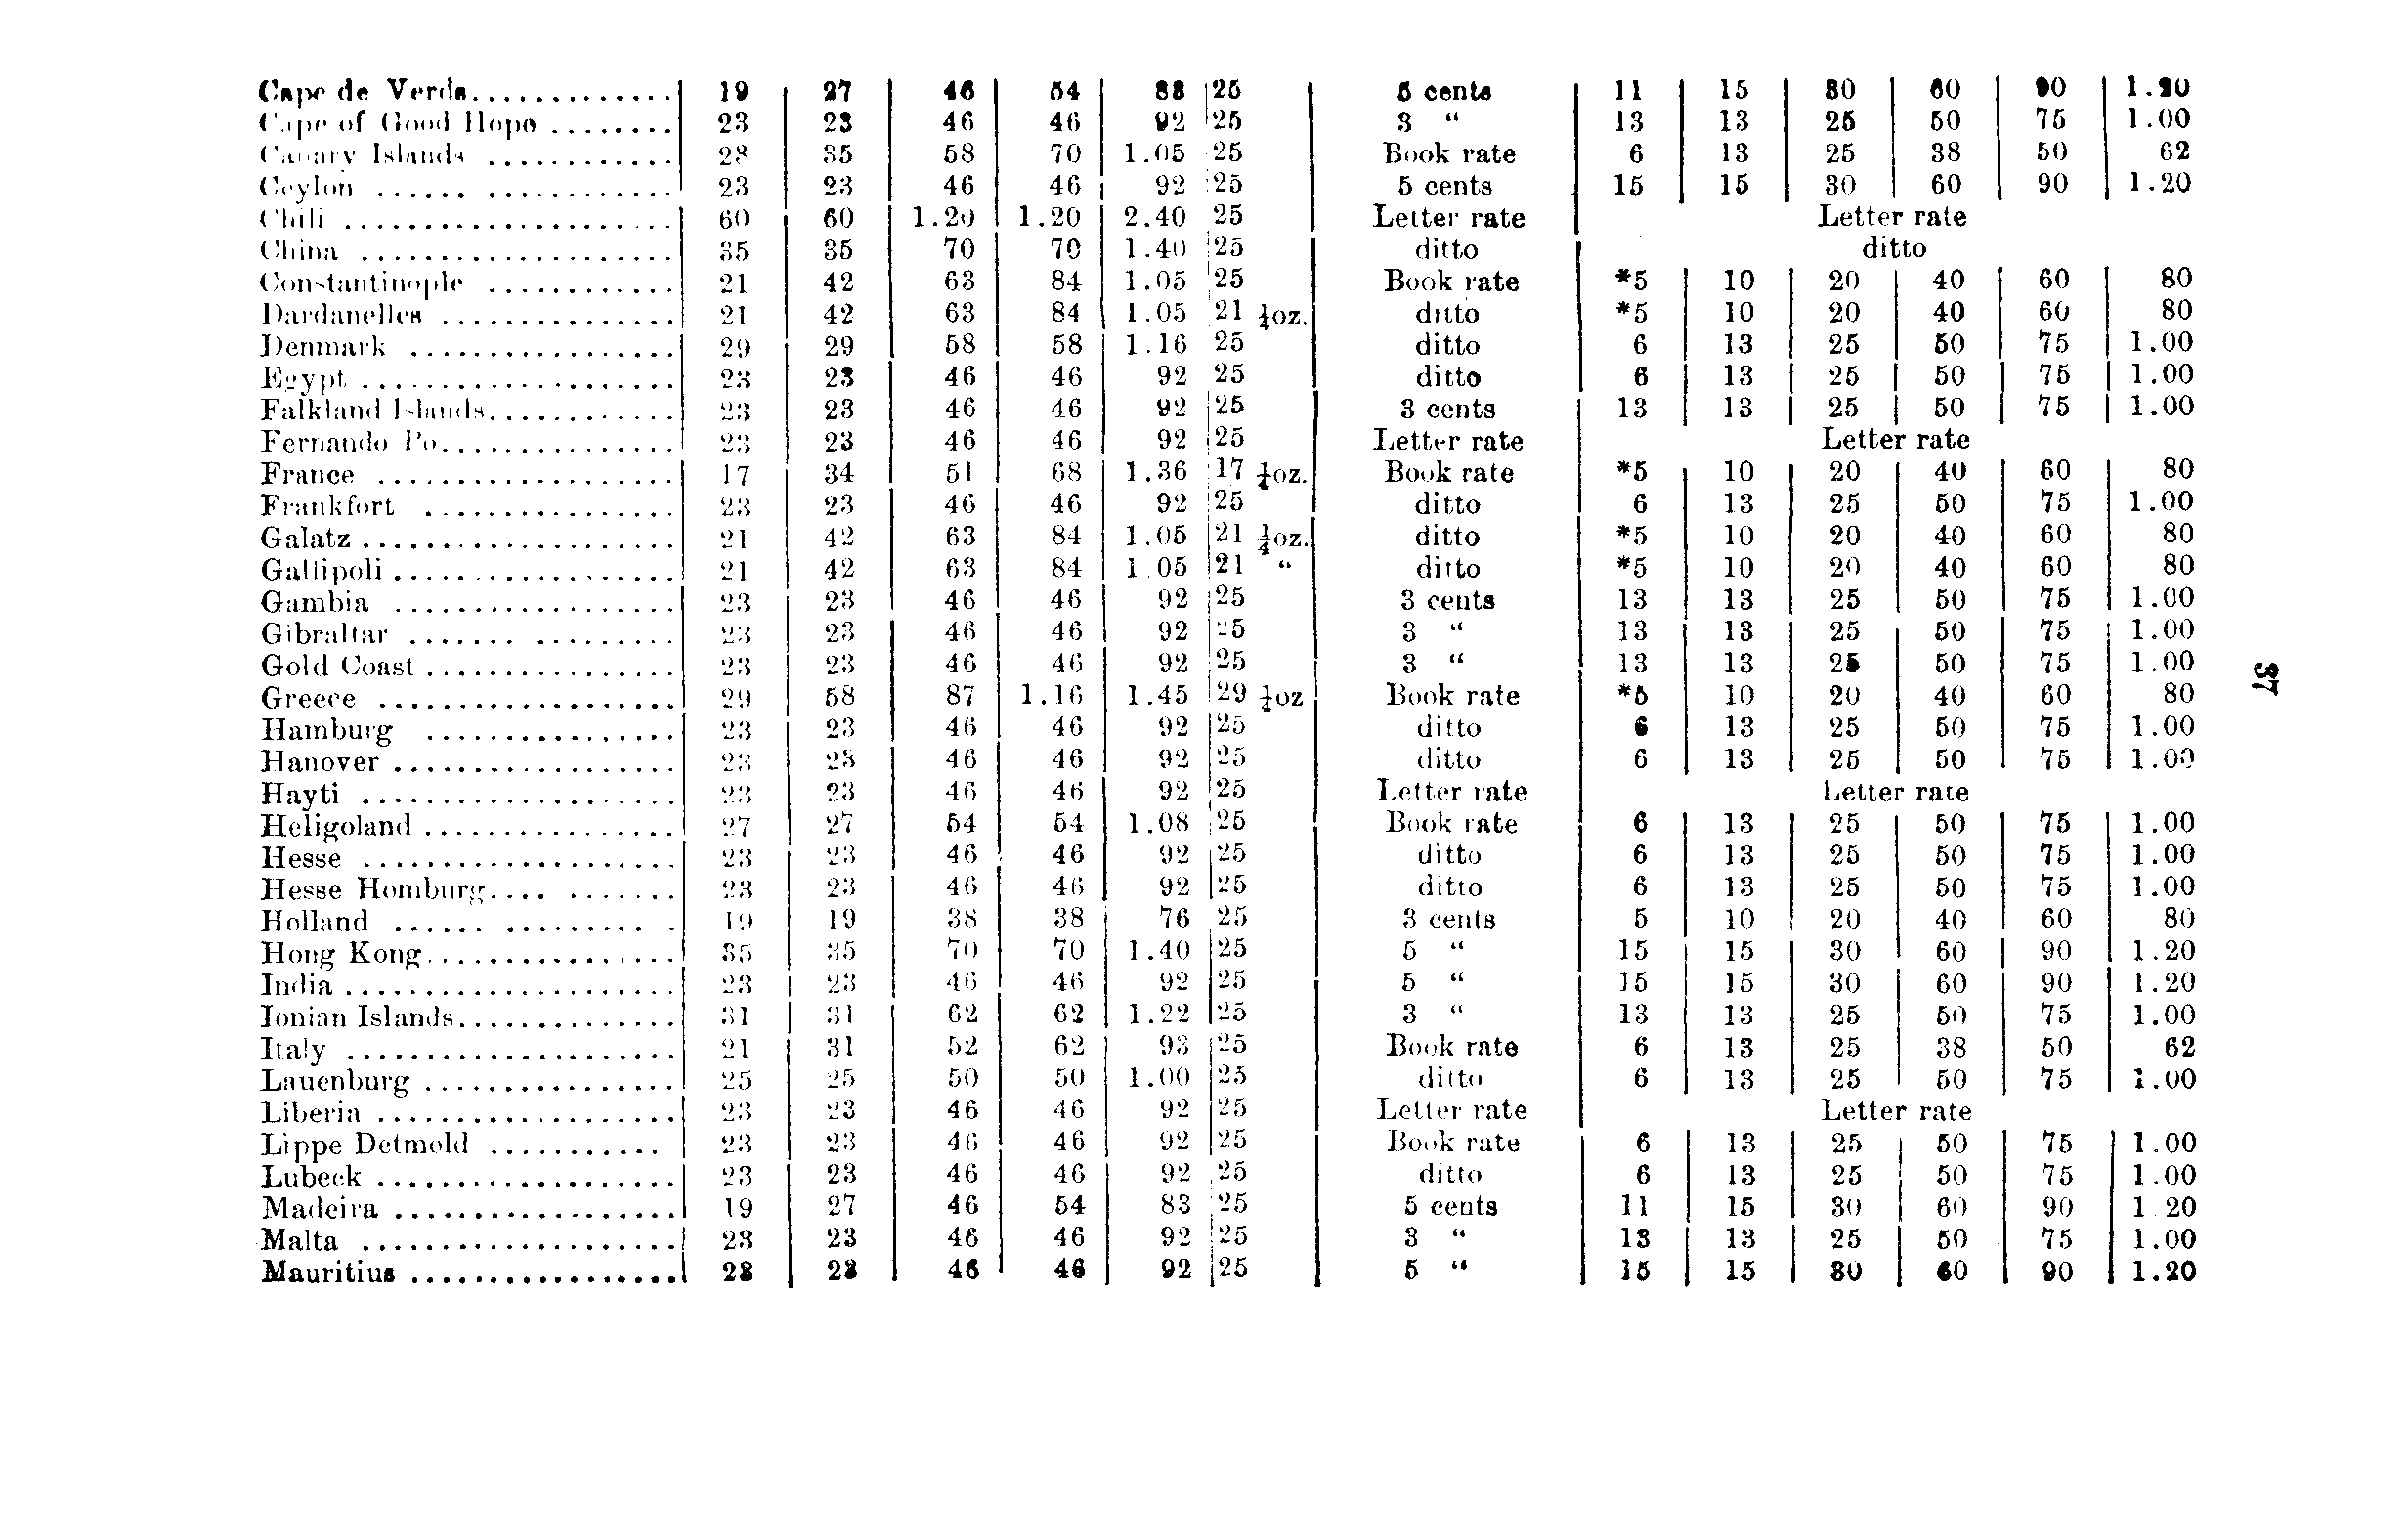 Cape de Verds.............. 19 27 46 54 83 25 5 cents 11 15 30 60 90 1.20
Cape of Good Hope ........ 23 23 46 46 92 25 3 “ 13 13 25 50 75 1.00
Canary Islands ............ 28 35 58 70 1.05 25 Book rate 6 13 25 38 50 62
Ceylon ...... ............. 23 23 46 46 92 25 5 cents 15 15 30 60 90 1.20
Chili ..................... 60 60 1.20 1.20 2.40 25 Letter rate Letter rate
China .................... 35 35 70 70 1.40 25 ditto ditto
Constantinople ............ 21 42 63 84 1.05 25 Book rate *5 10 20 40 60 80
Dardanelles ............... 21 42 63 84 1.05 21 ¼oz. ditto *5 10 20 40 60 80
Denmark ................. 29 29 58 58 1.16 25 ditto 6 13 25 50 75 1.00
Egypt .................... 23 23 46 46 92 25 ditto 6 13 25 50 75 1.00
Falkland Islands............ 23 23 46 46 92 25 3 cents 13 13 25 50 75 1.00
Fernando Po............... 23 23 46 46 92 25 Letter rate Letter rate
France ................... 17 34 51 68 1.36 17 ¼oz. Book rate *5 10 20 40 60 80
Frankfort ................ 23 23 46 46 92 25 ditto 6 13 25 50 75 1.00
Galatz .................... 21 42 63 84 1.05 21 ¼oz. ditto *5 10 20 40 60 80
Gallipoli .................. 21 42 63 84 1.05 21 “ ditto *5 10 20 40 60 80
Gambia .................. 23 23 46 46 92 25 3 cents 13 13 25 50 75 1.00
Gibraltar ....... ......... 23 23 46 46 92 25 3 “ 13 13 25 50 75 1.00
Gold Coast ................ 23 23 46 46 92 25 3 “ 13 13 25 50 75 1.00
Greece ................... 29 58 87 1.16 1.45 29 ¼oz Book rate *5 10 20 40 60 80
Hamburg ................ 23 23 46 46 92 25 ditto 6 13 25 50 75 1.00
Hanover .................. 23 23 46 46 92 25 ditto 6 13 25 50 75 1.00
Hayti .................... 23 23 46 46 92 25 Letter rate Letter rate
Heligoland ................ 27 27 54 54 1.08 25 Book rate 6 13 25 50 75 1.00
Hesse .................... 23 23 46 46 92 25 ditto 6 13 25 50 75 1.00
Hesse Homburg.... ....... 23 23 46 46 92 25 ditto 6 13 25 50 75 1.00
Holland ...... ......... . 19 19 38 38 76 25 3 cents 5 10 20 40 60 80
Hong Kong................ 35 35 70 70 1.40 25 5 “ 15 15 30 60 90 1.20
India ..................... 23 23 46 46 92 25 5 “ 15 15 30 60 90 1.20
Ionian Islands.............. 31 31 62 62 1.22 25 3 “ 13 13 25 50 75 1.00
Italy ..................... 21 31 52 62 93 25 Book rate 6 13 25 38 50 62
Lauenburg ................ 25 25 50 50 1.00 25 ditto 6 13 25 50 75 1.00
Liberia ................... 23 23 46 46 92 25 Letter rate Letter rate
Lippe Detmold ........... 23 23 46 46 92 25 Book rate 6 13 25 50 75 1.00
Lubeck ................... 23 23 46 46 92 25 ditto 6 13 25 50 75 1.00
Madeira .................. 19 27 46 54 83 25 5 cents 11 15 30 60 90 1 20
Malta .................... 23 23 46 46 92 25 3 “ 13 13 25 50 75 1.00
Mauritius ................. 23 23 46 46 92 25 5 “ 15 15 30 60 90 1.20
37